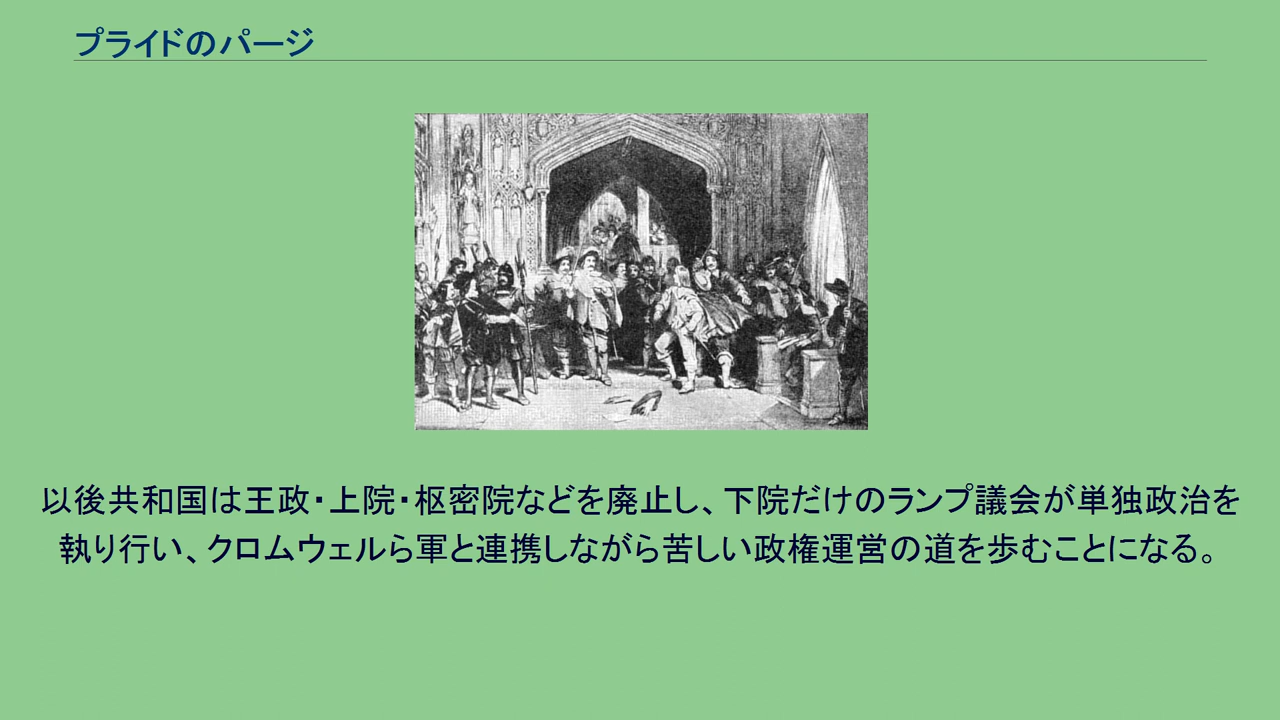 プライドのパージ
以後共和国は王政・上院・枢密院などを廃止し、下院だけのランプ議会が単独政治を
執り行い、クロムウェルら軍と連携しながら苦しい政権運営の道を歩むことになる。